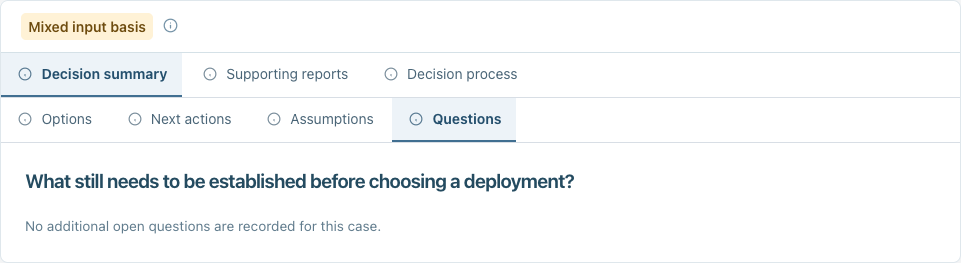 Mixed input basis
Decision summary
Supporting reports
Decision process
Options
Next actions
Assumptions
Questions
What still needs to be established before choosing a deployment?
No additional open questions are recorded for this case.